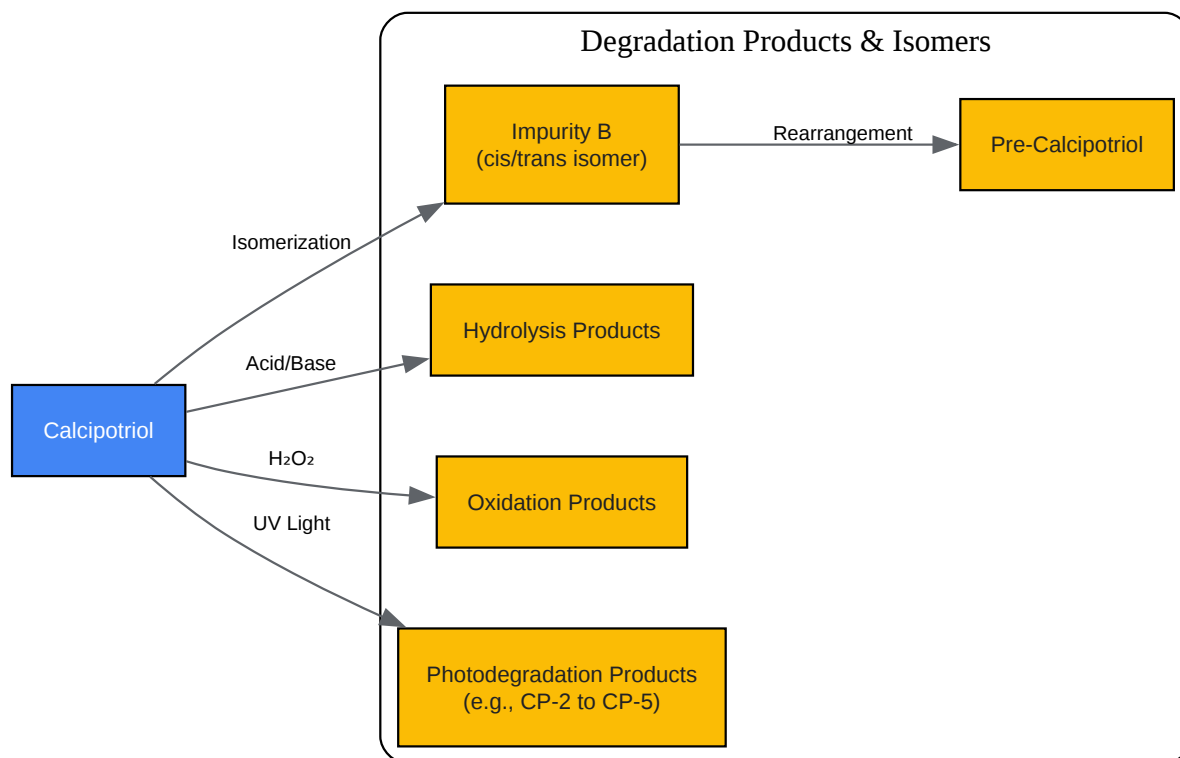 Degradation Products & Isomers
Impurity B
(cis/trans isomer)
Rearrangement
Pre-Calcipotriol
Isomerization
Hydrolysis Products
Acid/Base
Calcipotriol
H₂O₂
Oxidation Products
UV Light
Photodegradation Products
(e.g., CP-2 to CP-5)